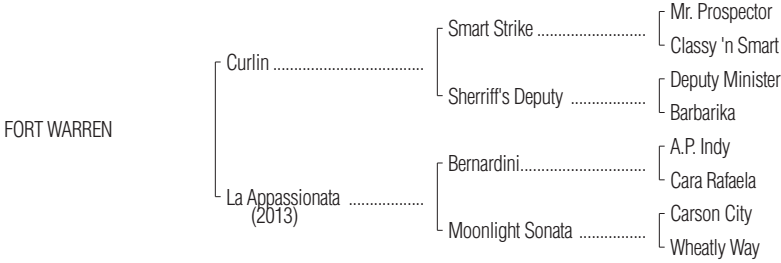 Mr. Prospector
Smart Strike ..........................
Classy 'n Smart
Curlin ...................................
Deputy Minister
Sherriff's Deputy ..................
Barbarika
FORT WARREN
A.P. Indy
Bernardini..............................
Cara Rafaela
La Appassionata ..................
(2013)
Carson City
Moonlight Sonata ................
Wheatly Way